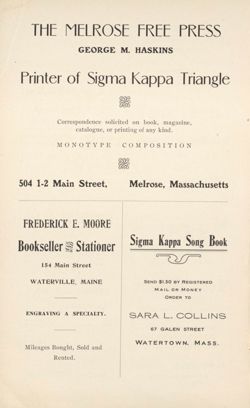 THE MELROSE FREE PRESS
GEORGE M. HASKINS
Printer of Sigma Kappa Triangle
Correspondence solicited on book, magazine,
catalogue, or printing of any kind.
MONOTYPE COMPOSITION
504 1-2 Main Street, Melrose, Massachusetts
FREDERICK E. MOORE
Bookseller and Stationer
154 Main Street
WATERVILLE, MAINE
ENGRAVING A SPECIALTY.
Mileages Bought, Sold and
Rented.
Sigma Kappa Song Book
SEND $1.50 BY REGISTERED
MAIL OR MONEY
ORDER TO
SARA L. COLLINS
67 GALEN STREET
WATERTOWN, MASS.